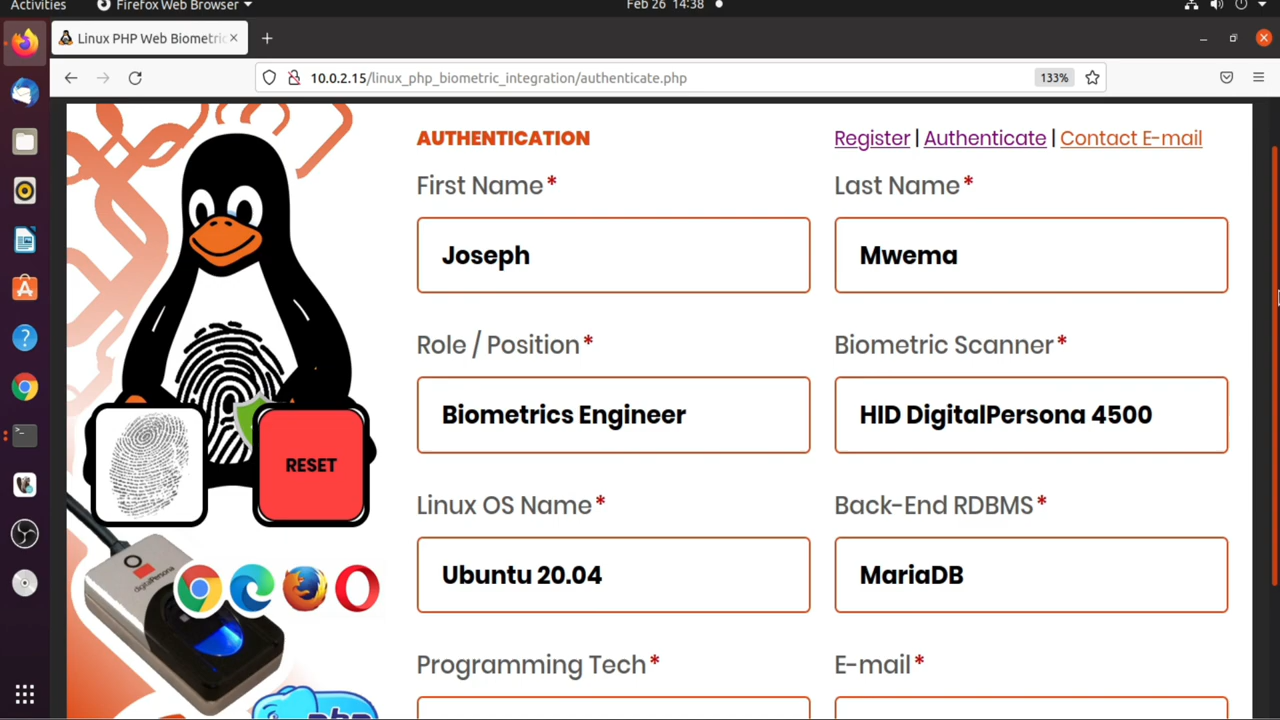 Activities
Firefox Web Browser
Feb 26 14:38
Linux PHP Web Biometric
10.0.2.15/linux_php_biometric_integration/authenticate.php
133%
AUTHENTICATION
Register | Authenticate | Contact E-mail
First Name*
Last Name*
Joseph
Mwema
Role / Position*
Biometric Scanner*
Biometrics Engineer
HID DigitalPersona 4500
RESET
Linux OS Name*
Back-End RDBMS*
Ubuntu 20.04
MariaDB
digitalPersona
Programming Tech*
E-mail*
php